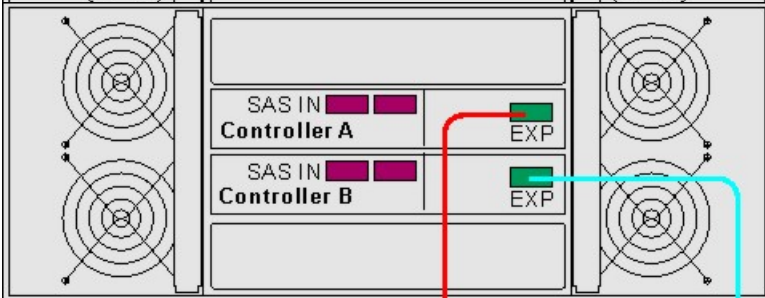 SAS IN
Controller A
EXP
SAS IN
Controller B
EXP